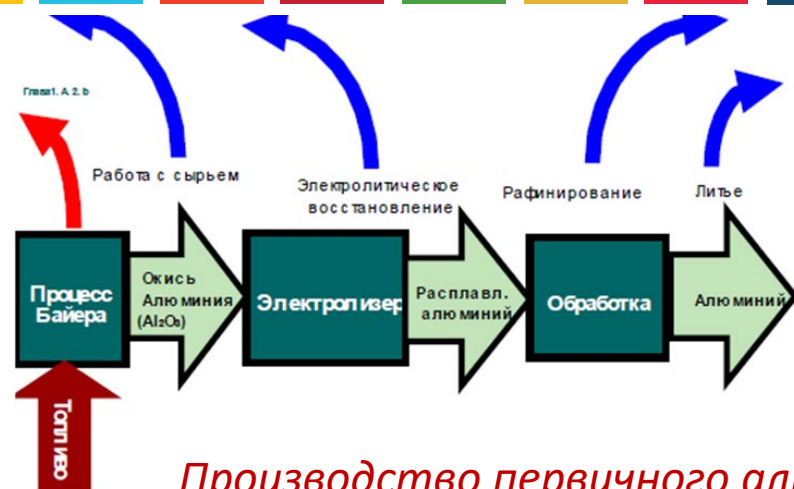 Глава1. А 2. b
Работа с сырьем
Электролитическое
восстановление
Рафинирование
Литье
Процесс
Байера
Окись
Алюминия
(Al₂O₃)
Электролизер
Расплавл.
алюминий
Обработка
Алюминий
Топливо
Производство первичного